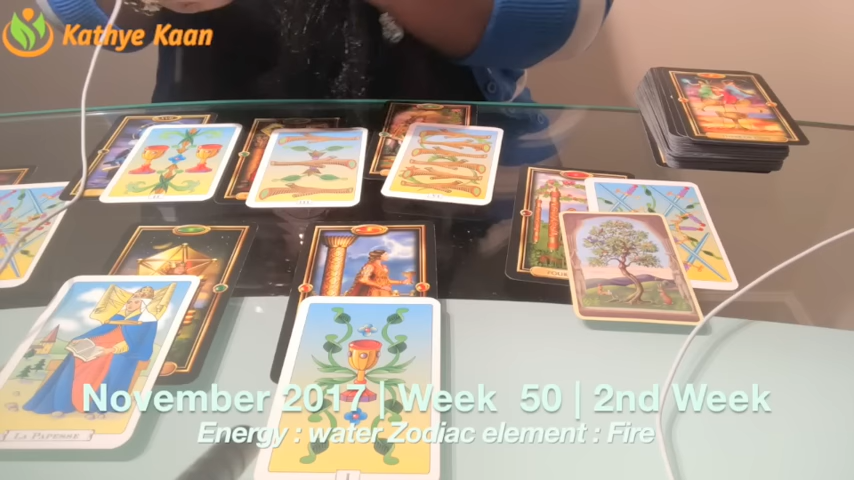 Kathye Kaan
November 2017 | Week 50 | 2nd Week
Energy : water Zodiac element : Fire
LA PAPESSE